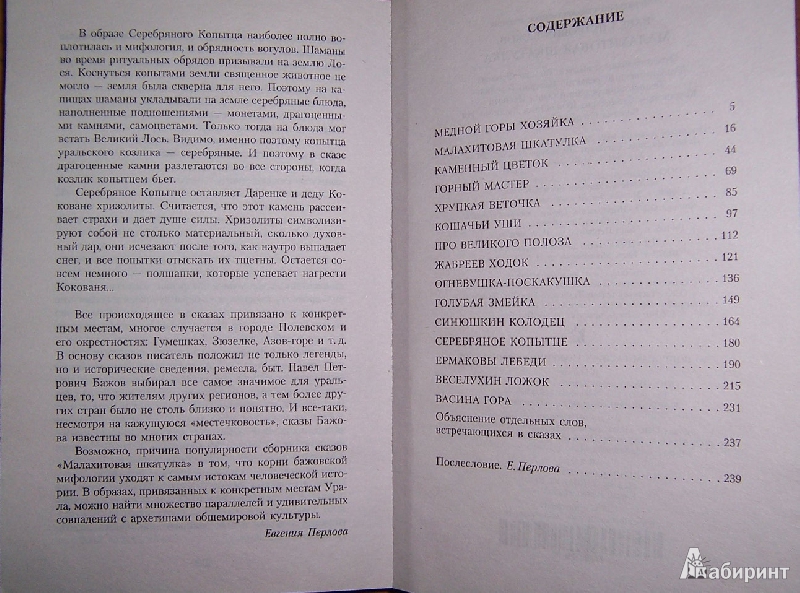 В образе Серебряного Копытца наиболее полно во-
плотилась и мифология, и обрядность вогулов. Шаманы
во время ритуальных обрядов призывали на землю Ло-
ся. Коснуться копытами земли священное животное не
могло — земля была скверна для него. Поэтому на ка-
пищах шаманы укладывали на земле серебряные блюда,
наполненные подношениями — монетами, драгоценны-
ми камнями, самоцветами. Только тогда на блюда мог
встать Великий Лось. Видимо, именно поэтому копытца
уральского козлика — серебряные. И поэтому в сказе
драгоценные камни разлетаются во все стороны, когда
козлик копытцем бьет.
Серебряное Копытце оставляет Даренке и деду Ко-
коване хризолиты. Считается, что этот камень рассеи-
вает страхи и дает душе силы. Хризолиты символизи-
руют собой не столько материальный, сколько духов-
ный дар, они исчезают после того, как наутро выпадает
снег, и все попытки отыскать их тщетны. Остается со-
всем немного — полшапки, которые успевает нагрести
Кокованя...
Все происходящее в сказах привязано к конкрет-
ным местам, многое случается в городе Полевском и
его окрестностях: Гумешках, Зюзелке, Азов-горе и т. д.
В основу сказов писатель положил не только легенды,
но и исторические сведения, ремесла, быт. Павел Пет-
рович Бажов выбирал все самое значимое для ураль-
цев, то, что жителям других регионов, а тем более дру-
гих стран было не столь близко и понятно. И все-таки,
несмотря на кажущуюся «местечковость», сказы Бажо-
ва известны во многих странах.
Возможно, причина популярности сборника сказов
«Малахитовая шкатулка» в том, что корни бажовской
мифологии уходят к самым истокам человеческой исто-
рии. В образах, привязанных к конкретным местам Ура-
ла, можно найти множество параллелей и удивительных
совпадений с архетипами общемировой культуры.
Евгения Перлова
СОДЕРЖАНИЕ
МЕДНОЙ ГОРЫ ХОЗЯЙКА 5
МАЛАХИТОВАЯ ШКАТУЛКА 16
КАМЕННЫЙ ЦВЕТОК 44
ГОРНЫЙ МАСТЕР 69
ХРУПКАЯ ВЕТОЧКА 85
КОШАЧЬИ УШИ 97
ПРО ВЕЛИКОГО ПОЛОЗА 112
ЖАБРЕЕВ ХОДОК 121
ОГНЕВУШКА-ПОСКАКУШКА 136
ГОЛУБАЯ ЗМЕЙКА 149
СИНЮШКИН КОЛОДЕЦ 164
СЕРЕБРЯНОЕ КОПЫТЦЕ 180
ЕРМАКОВЫ ЛЕБЕДИ 190
ВЕСЕЛУХИН ЛОЖОК 215
ВАСИНА ГОРА 231
Объяснение отдельных слов,
встречающихся в сказах 237
Послесловие. Е. Перлова 239
Лабиринт